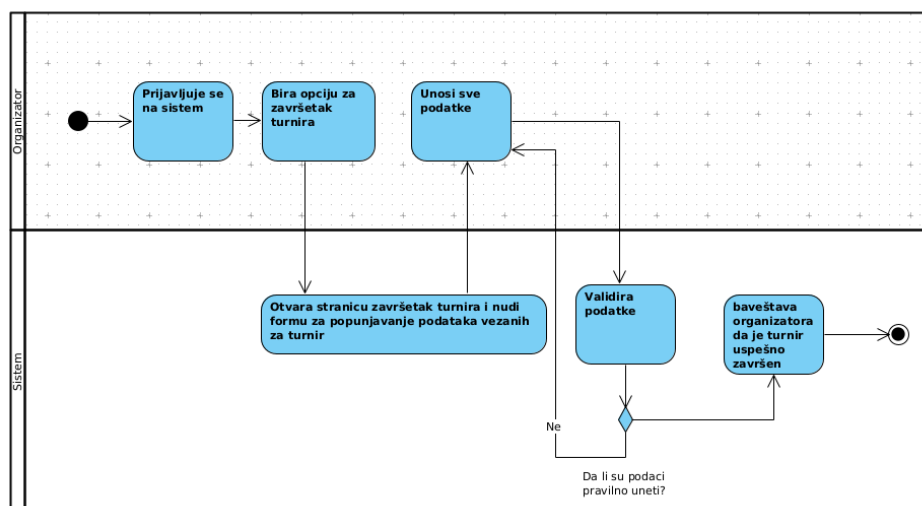 Organizator
Prijavljuje se
na sistem
Bira opciju za
završetak
turnira
Unosi sve
podatke
Sistem
Otvara stranicu završetak turnira i nudi
formu za popunjavanje podataka vezanih
za turnir
Validira
podatke
baveštava
organizatora
da je turnir
uspešno
završen
Ne
Da li su podaci
pravilno uneti?